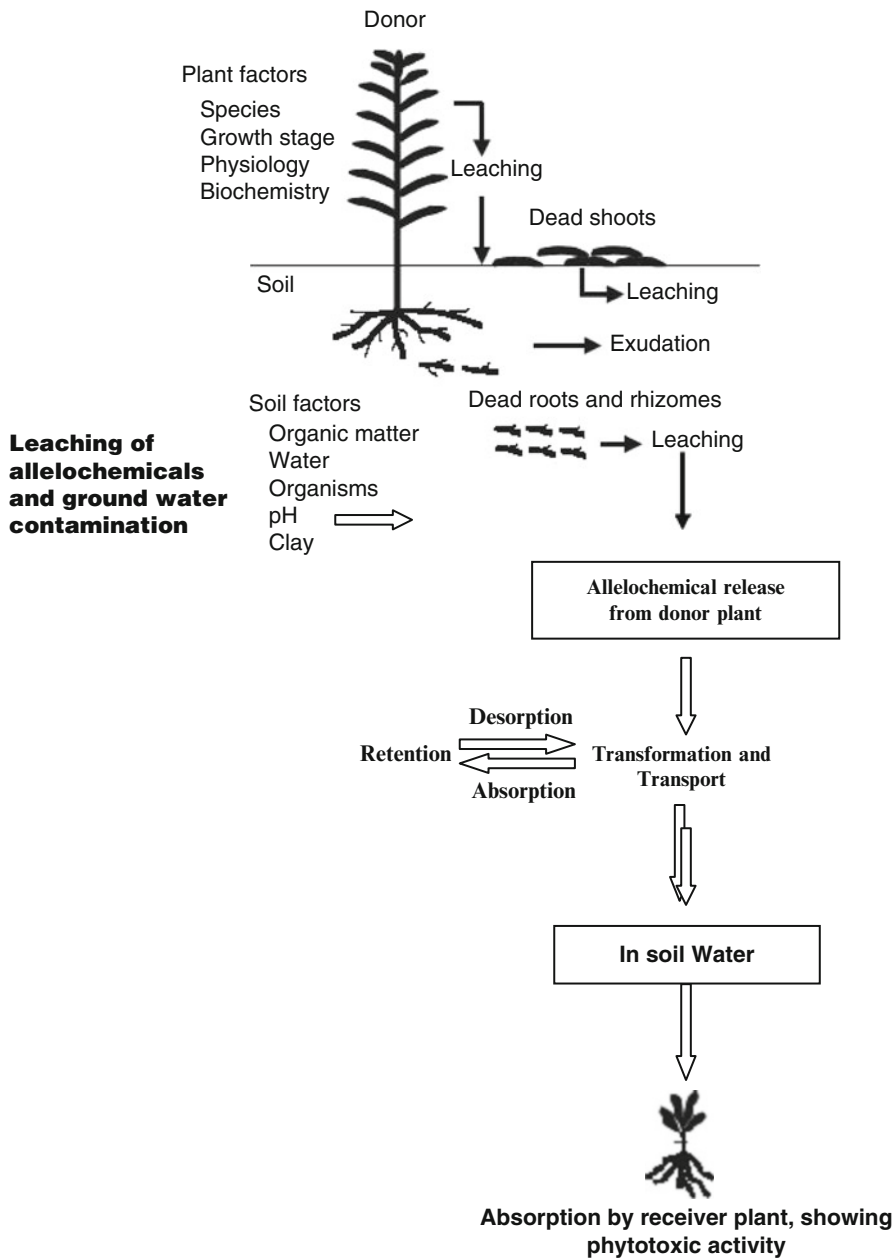 Donor
Plant factors
Species
Growth stage
Physiology
Biochemistry
Leaching
Dead shoots
Soil
Leaching
Exudation
Soil factors
Organic matter
Water
Organisms
pH
Clay
Dead roots and rhizomes
Leaching
Leaching of
allelochemicals
and ground water
contamination
Allelochemical release
from donor plant
Desorption
Retention
Absorption
Transformation and
Transport
In soil Water
Absorption by receiver plant, showing
phytotoxic activity